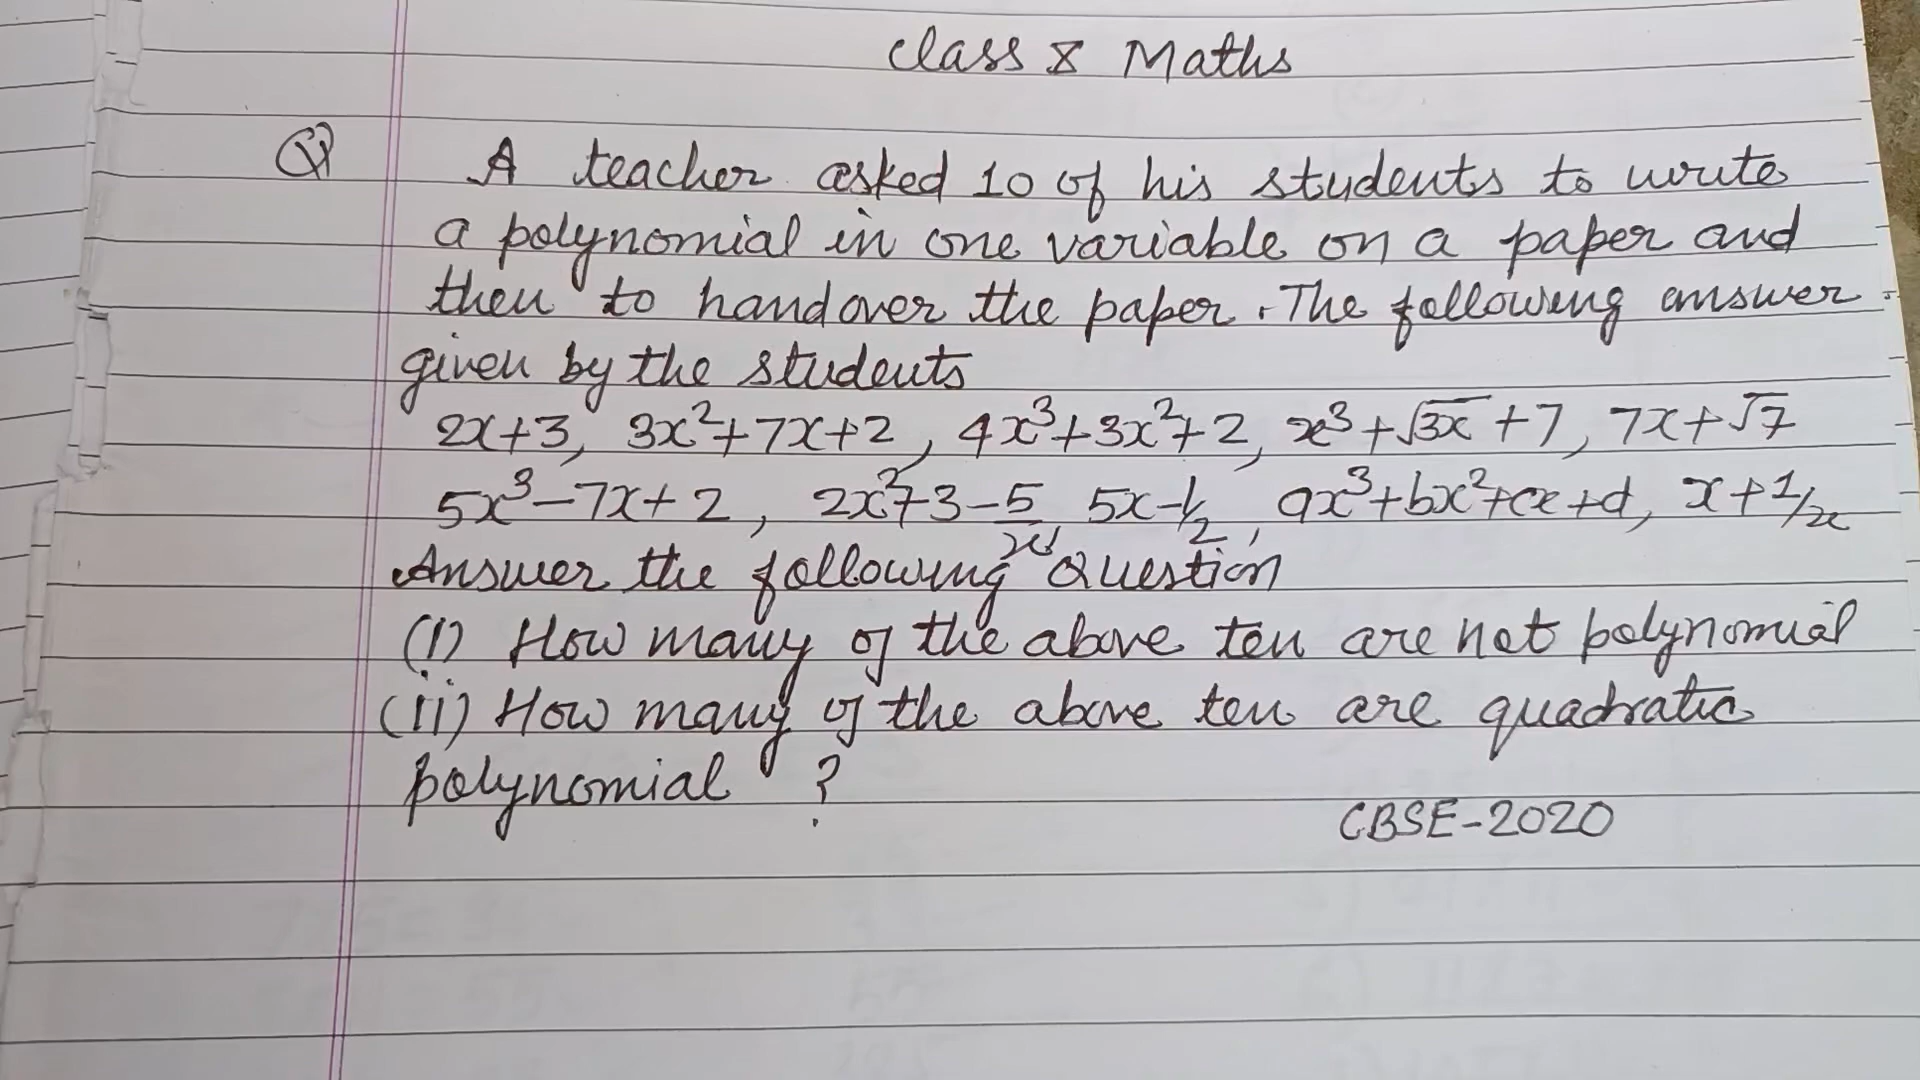 Class X Maths
Q A teacher asked 10 of his students to write
a polynomial in one variable on a paper and
then to handover the paper. The following answer
given by the students
2x+3, 3x²+7x+2, 4x³+3x²+2, x³+√3x+7, 7x+√7
5x³-7x+2, 2x²+3-5/x, 5x-1/2, ax³+bx²+cx+d, x+1/x
Answer the following Question
(I) How many of the above ten are not polynomial
(ii) How many of the above ten are quadratic
polynomial ?
CBSE-2020